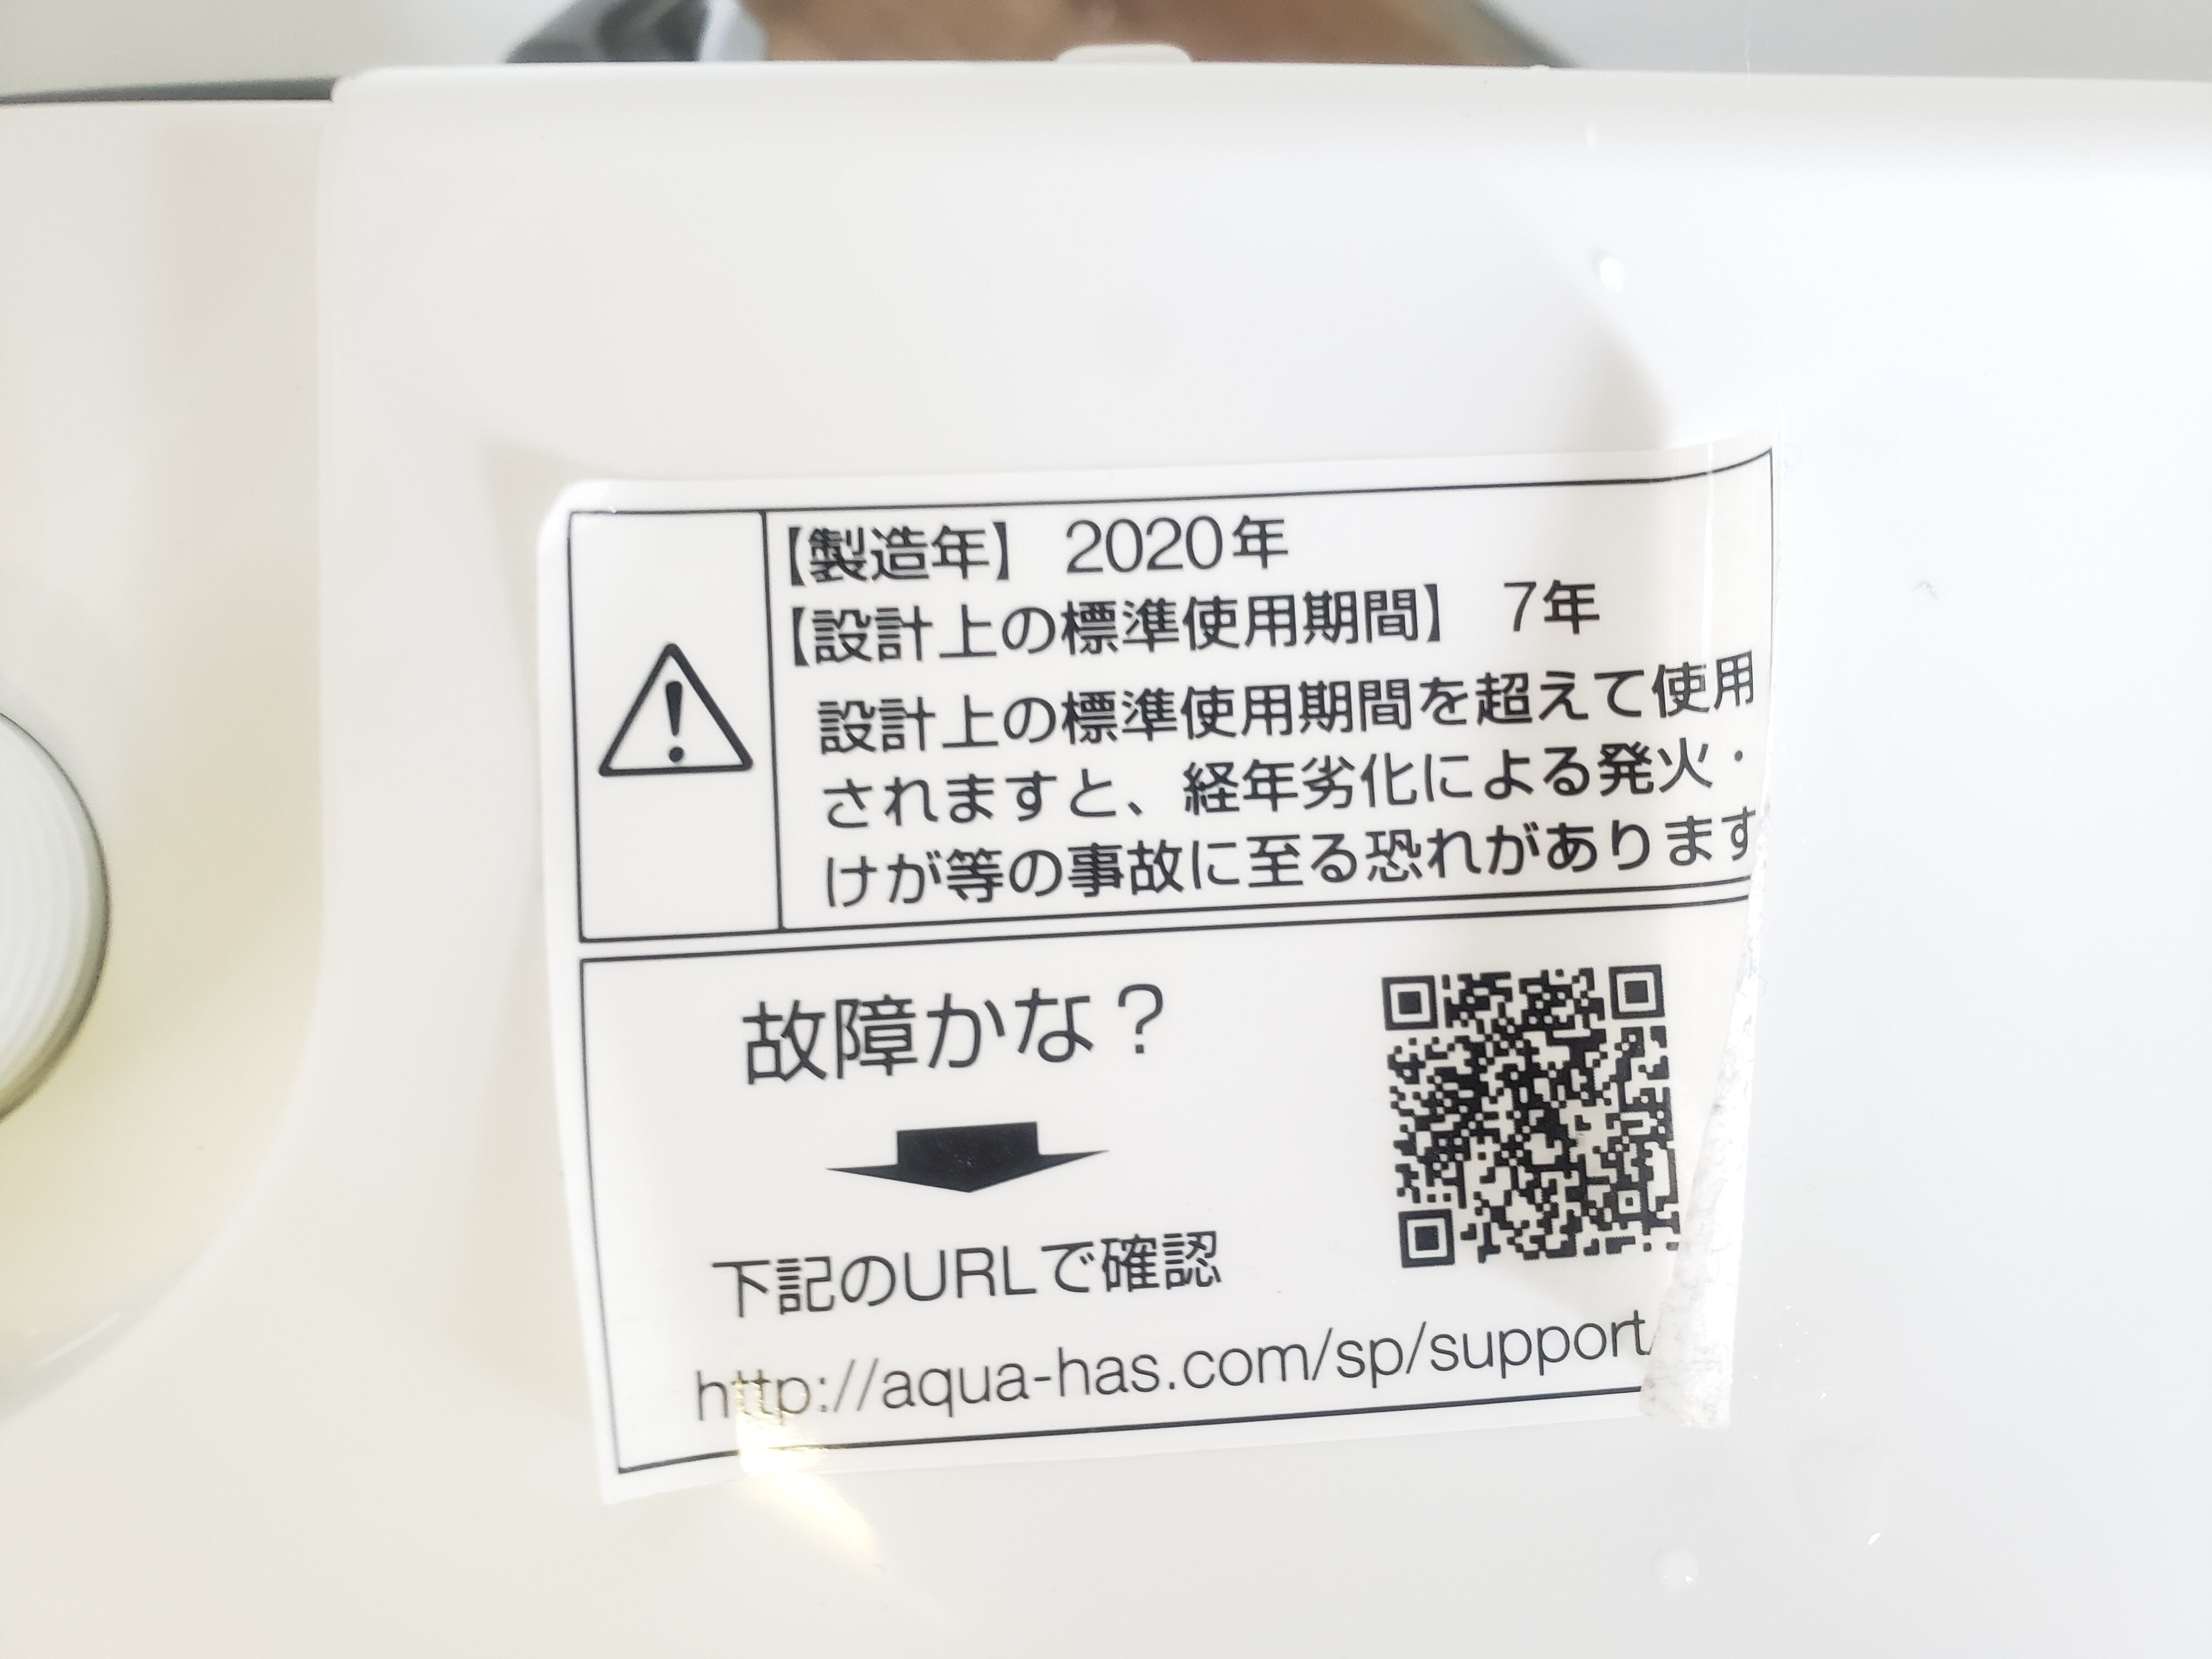 【製造年】 2020年
【設計上の標準使用期間】 7年
設計上の標準使用期間を超えて使用
されますと、経年劣化による発火・
けが等の事故に至る恐れがあります
故障かな？
下記のURLで確認
http://aqua-has.com/sp/support/